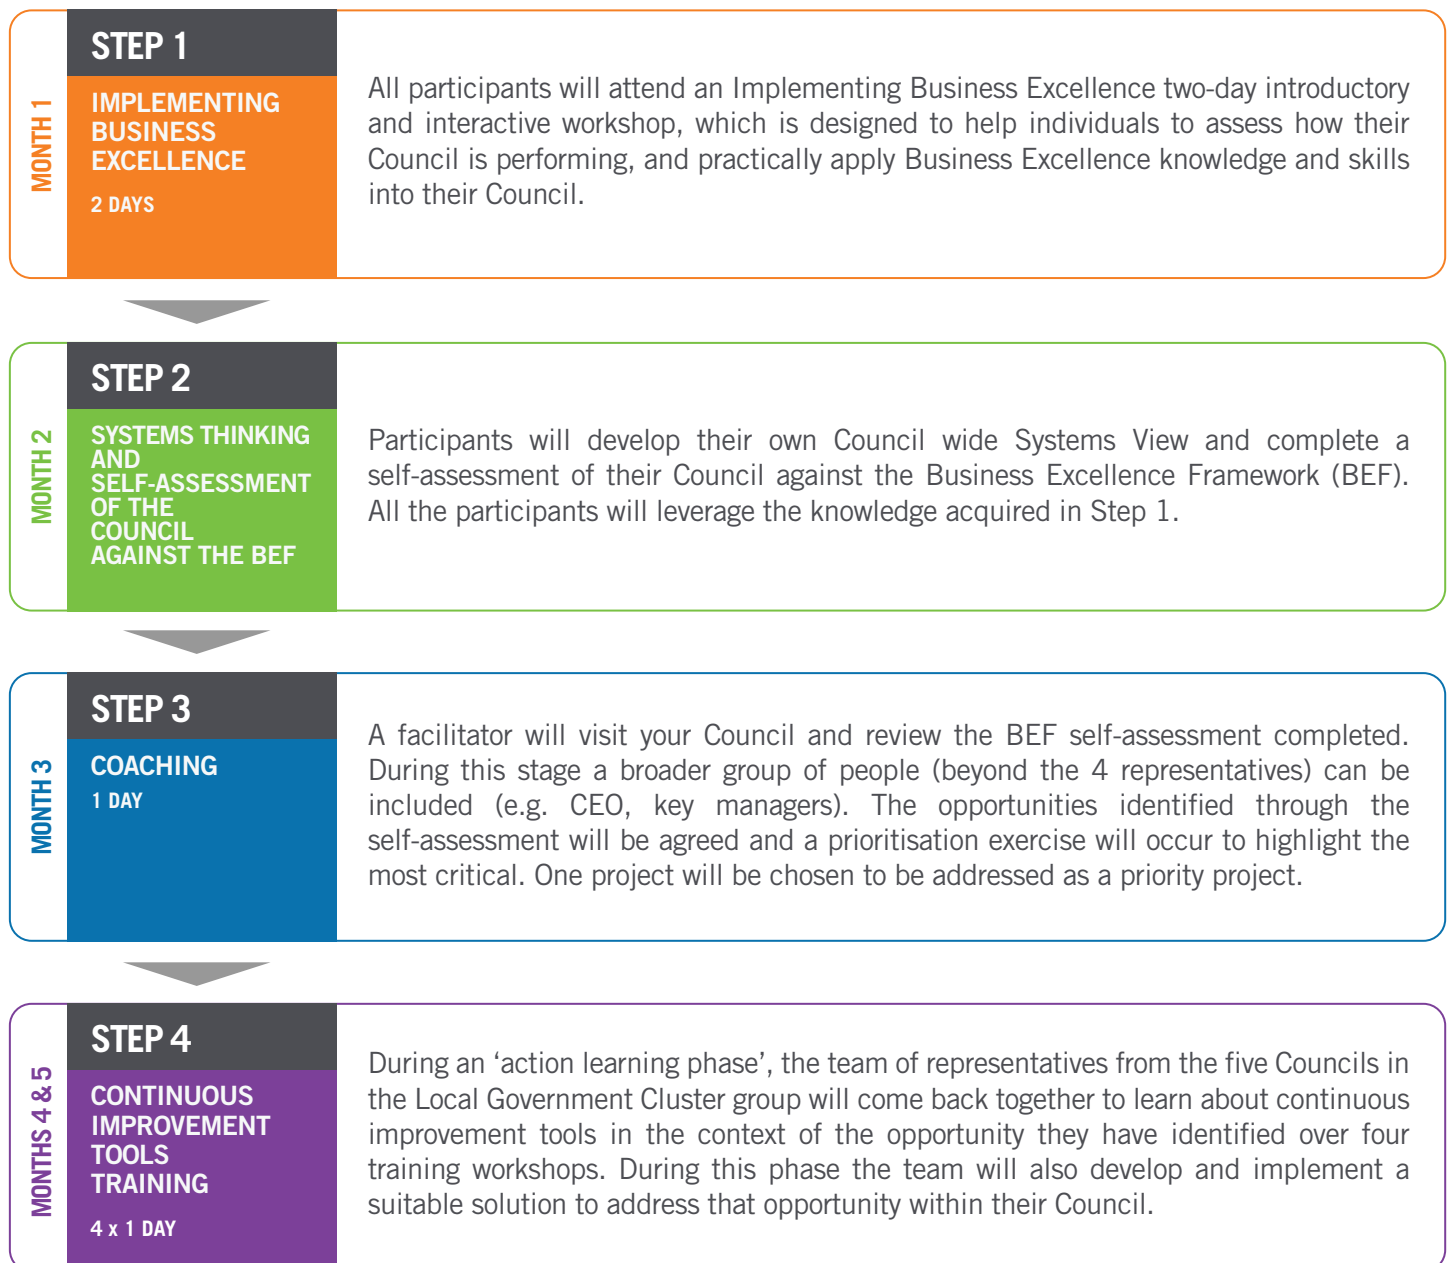 MONTH 1
STEP 1
IMPLEMENTING
BUSINESS
EXCELLENCE
2 DAYS
All participants will attend an Implementing Business Excellence two-day introductory
and interactive workshop, which is designed to help individuals to assess how their
Council is performing, and practically apply Business Excellence knowledge and skills
into their Council.
MONTH 2
STEP 2
SYSTEMS THINKING
AND
SELF-ASSESSMENT
OF THE
COUNCIL
AGAINST THE BEF
Participants will develop their own Council wide Systems View and complete a
self-assessment of their Council against the Business Excellence Framework (BEF).
All the participants will leverage the knowledge acquired in Step 1.
MONTH 3
STEP 3
COACHING
1 DAY
A facilitator will visit your Council and review the BEF self-assessment completed.
During this stage a broader group of people (beyond the 4 representatives) can be
included (e.g. CEO, key managers). The opportunities identified through the
self-assessment will be agreed and a prioritisation exercise will occur to highlight the
most critical. One project will be chosen to be addressed as a priority project.
MONTHS 4 & 5
STEP 4
CONTINUOUS
IMPROVEMENT
TOOLS
TRAINING
4 x 1 DAY
During an ‘action learning phase’, the team of representatives from the five Councils in
the Local Government Cluster group will come back together to learn about continuous
improvement tools in the context of the opportunity they have identified over four
training workshops. During this phase the team will also develop and implement a
suitable solution to address that opportunity within their Council.